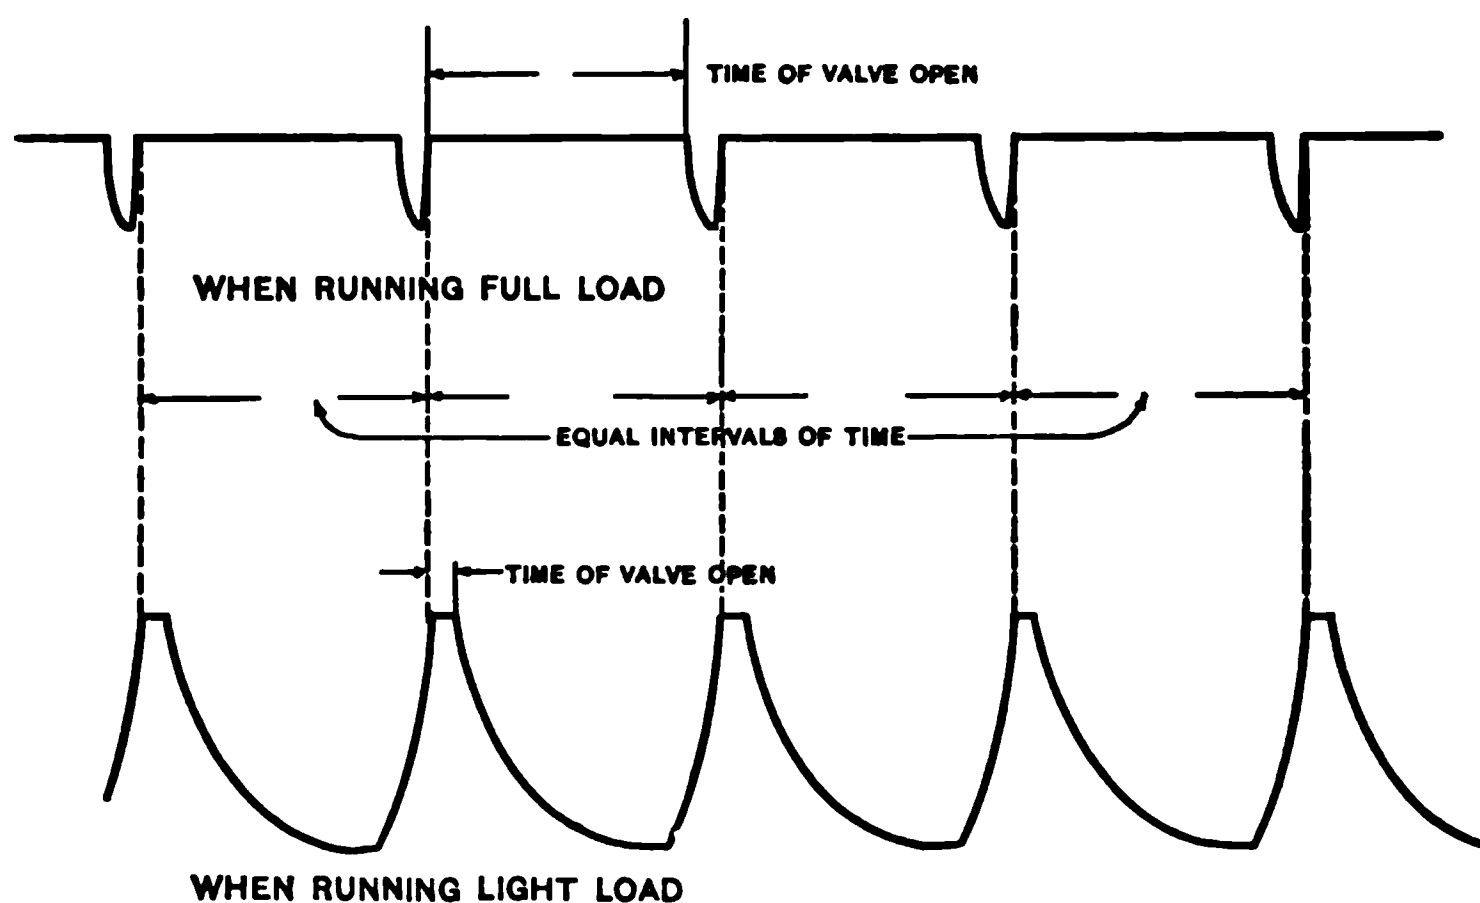 TIME OF VALVE OPEN
WHEN RUNNING FULL LOAD
EQUAL INTERVALS OF TIME
TIME OF VALVE OPEN
WHEN RUNNING LIGHT LOAD